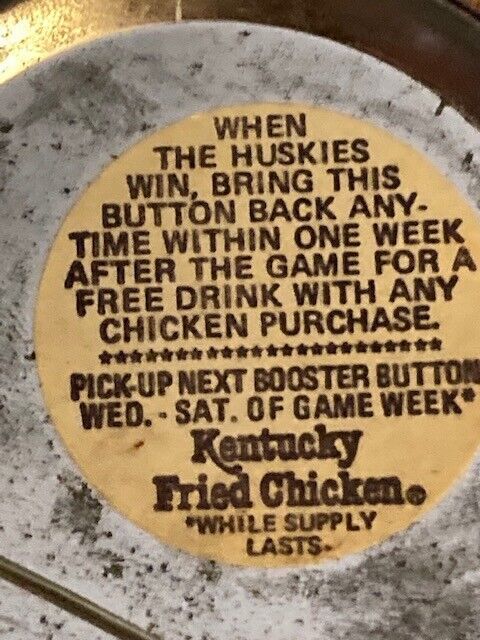 WHEN
THE HUSKIES
WIN, BRING THIS
BUTTON BACK ANY-
TIME WITHIN ONE WEEK
AFTER THE GAME FOR A
FREE DRINK WITH ANY
CHICKEN PURCHASE.
***********************
PICK-UP NEXT BOOSTER BUTTON
WED. - SAT. OF GAME WEEK*
Kentucky
Fried Chicken®
*WHILE SUPPLY
LASTS.